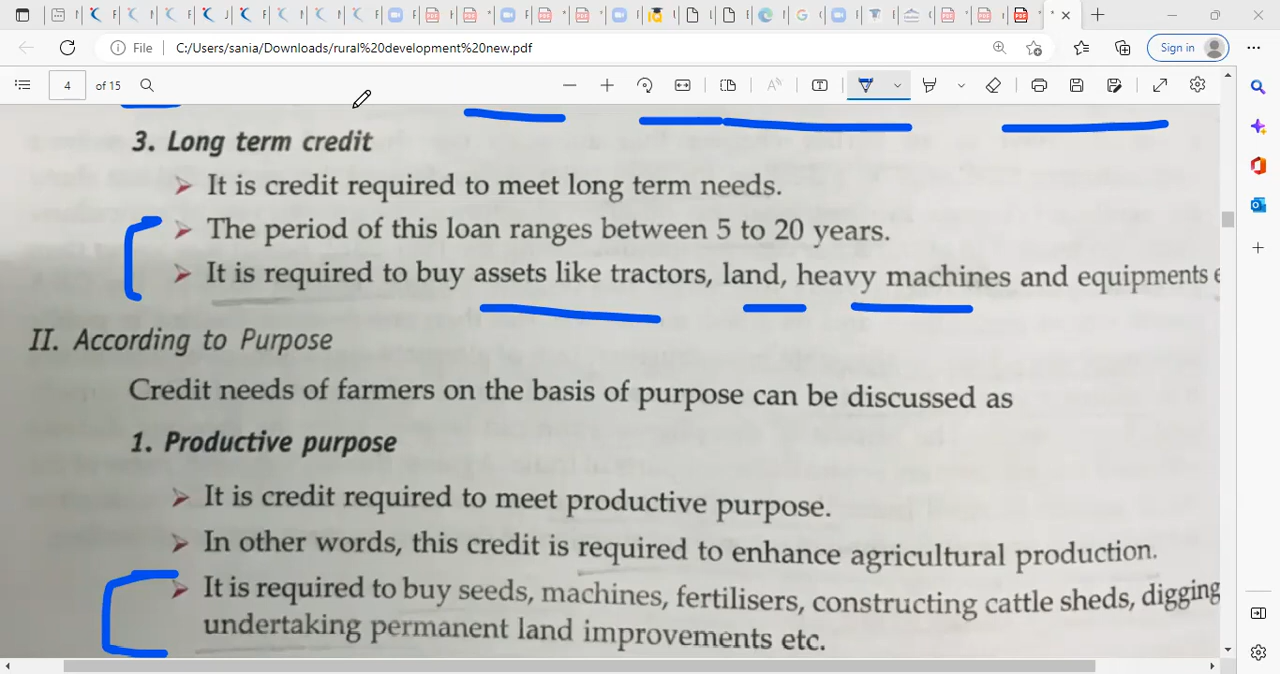 File C:/Users/sania/Downloads/rural%20development%20new.pdf Sign in
4 of 15
3. Long term credit
It is credit required to meet long term needs.
The period of this loan ranges between 5 to 20 years.
It is required to buy assets like tractors, land, heavy machines and equipments
II. According to Purpose
Credit needs of farmers on the basis of purpose can be discussed as
1. Productive purpose
It is credit required to meet productive purpose.
In other words, this credit is required to enhance agricultural production.
It is required to buy seeds, machines, fertilisers, constructing cattle sheds, digging
undertaking permanent land improvements etc.